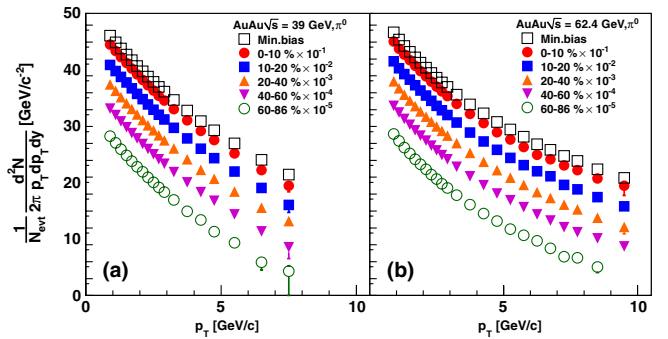 AuAu√s = 39 GeV,π⁰
Min.bias
0-10 % × 10⁻¹
10-20 % × 10⁻²
20-40 % × 10⁻³
40-60 % × 10⁻⁴
60-86 % × 10⁻⁵
(a)
AuAu√s = 62.4 GeV,π⁰
Min.bias
0-10 % × 10⁻¹
10-20 % × 10⁻²
20-40 % × 10⁻³
40-60 % × 10⁻⁴
60-86 % × 10⁻⁵
(b)
1/N_evt d²N/2π p_T dp_T dy [GeV/c⁻²]
50
40
30
20
10
0
0 5
0 5 10
p_T [GeV/c]
p_T [GeV/c]